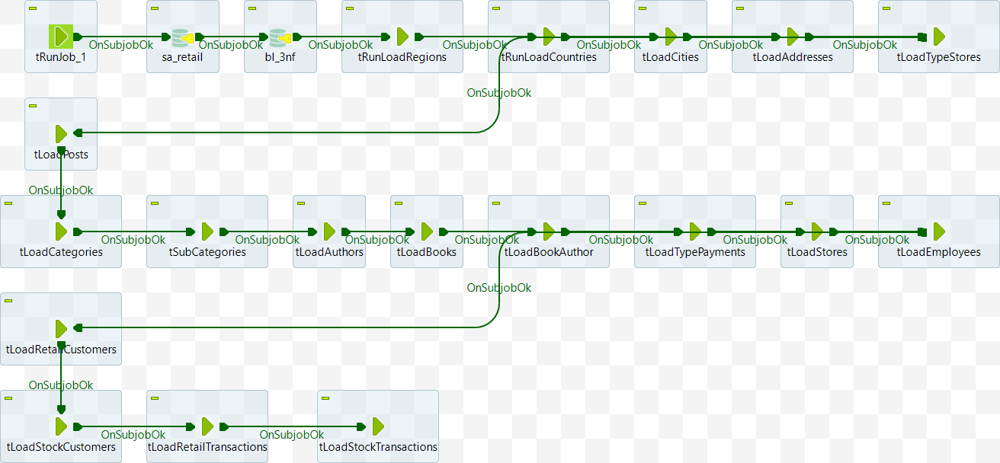 OnSubjobOk OnSubjobOk OnSubjobOk OnSubjobOk OnSubjobOk OnSubjobOk OnSubjobOk
tRunJob_1 sa_retail bl_3nf tRunLoadRegions tRunLoadCountries tLoadCities tLoadAddresses tLoadTypeStores
OnSubjobOk
tLoadPosts
OnSubjobOk
OnSubjobOk OnSubjobOk OnSubjobOk OnSubjobOk OnSubjobOk OnSubjobOk OnSubjobOk
tLoadCategories tSubCategories tLoadAuthors tLoadBooks tLoadBookAuthor tLoadTypePayments tLoadStores tLoadEmployees
OnSubjobOk
tLoadRetailCustomers
OnSubjobOk
OnSubjobOk OnSubjobOk
tLoadStockCustomers tLoadRetailTransactions tLoadStockTransactions